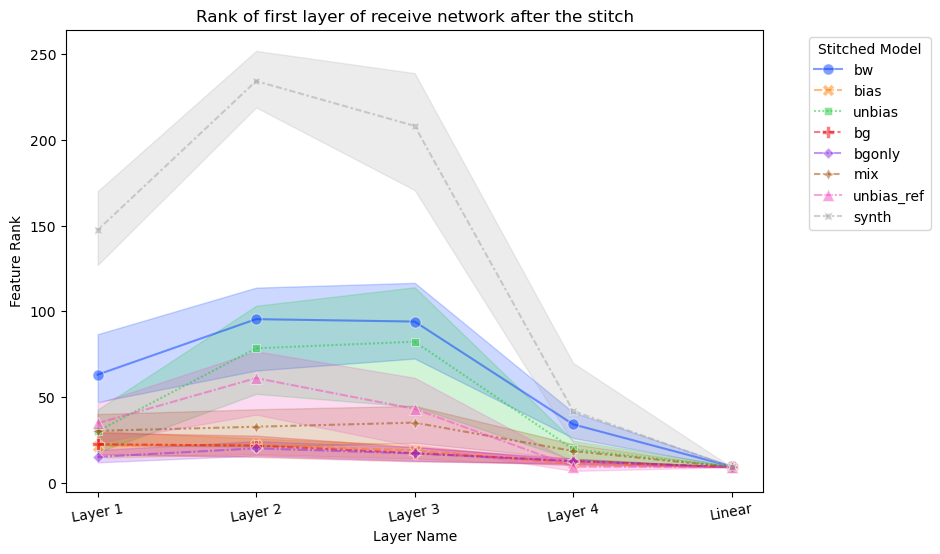 Rank of first layer of receive network after the stitch
Feature Rank
250
200
150
100
50
0
Layer 1
Layer 2
Layer 3
Layer 4
Linear
Layer Name
Stitched Model
bw
bias
unbias
bg
bgonly
mix
unbias_ref
synth